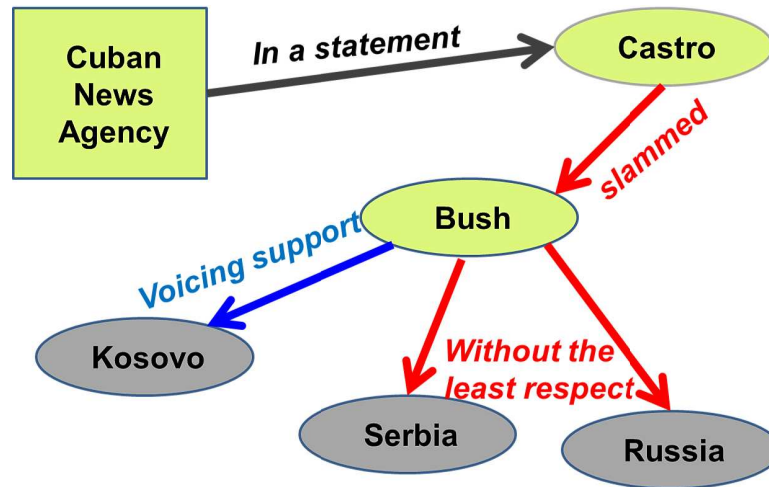 Cuban
News
Agency
In a statement
Castro
slammed
Bush
Voicing support
Kosovo
Without the
least respect
Serbia
Russia